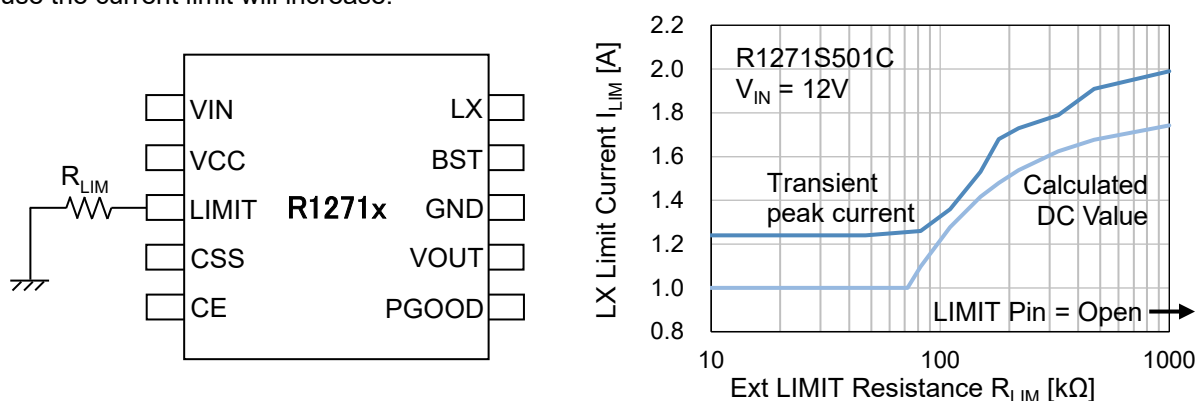 use the current limit will increase.
VIN
VCC
LIMIT
CSS
CE
R1271x
LX
BST
GND
VOUT
PGOOD
R_LIM
LX Limit Current I_LIM [A]
2.2
2.0
1.8
1.6
1.4
1.2
1.0
0.8
R1271S501C
V_IN = 12V
Transient
peak current
Calculated
DC Value
LIMIT Pin = Open
10
100
1000
Ext LIMIT Resistance R_LIM [kΩ]